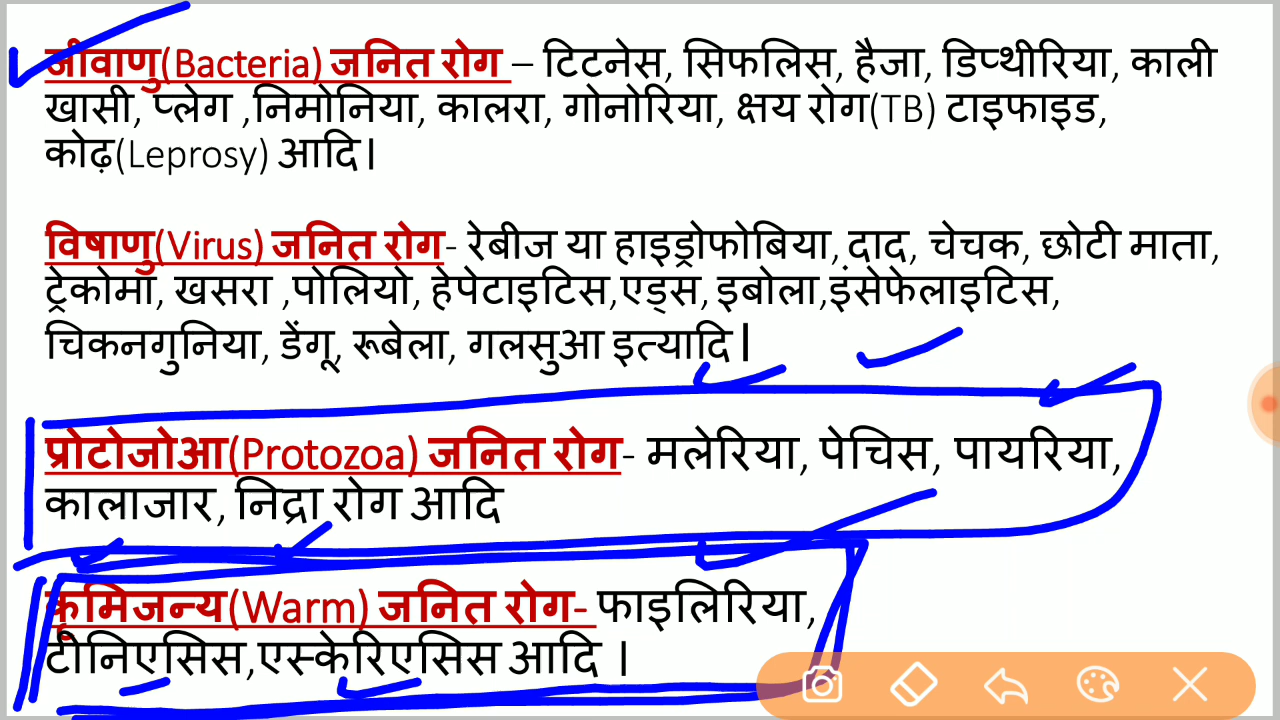 जीवाणु(Bacteria) जनित रोग – टिटनेस, सिफलिस, हैजा, डिप्थीरिया, काली
खासी, प्लेग ,निमोनिया, कालरा, गोनोरिया, क्षय रोग(TB) टाइफाइड,
कोढ़(Leprosy) आदि।
विषाणु(Virus) जनित रोग- रेबीज या हाइड्रोफोबिया, दाद, चेचक, छोटी माता,
ट्रेकोमा, खसरा ,पोलियो, हेपेटाइटिस,एड्स, इबोला,इंसेफेलाइटिस,
चिकनगुनिया, डेंगू, रूबेला, गलसुआ इत्यादि|
प्रोटोजोआ(Protozoa) जनित रोग- मलेरिया, पेचिस, पायरिया,
कालाजार, निद्रा रोग आदि
कृमिजन्य(Warm) जनित रोग- फाइलिरिया,
टीनिएसिस,एस्केरिएसिस आदि ।